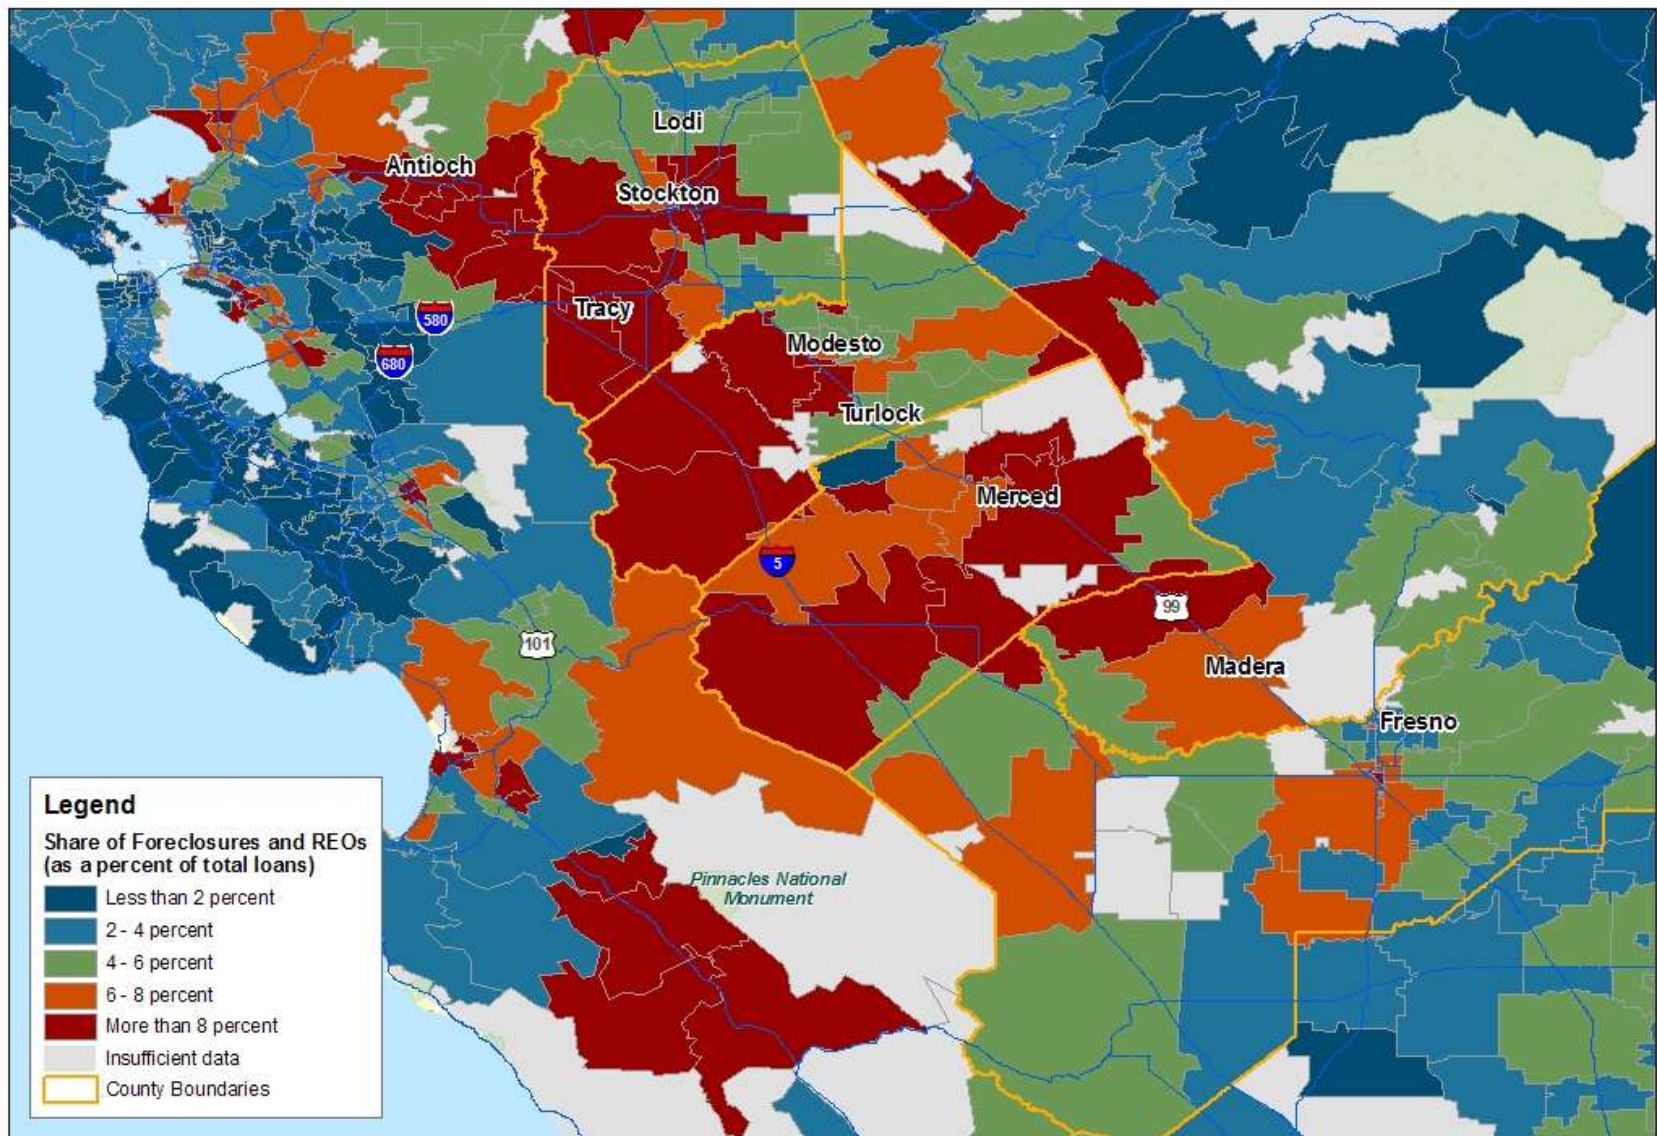 Lodi
Antioch
Stockton
Tracy
580
Modesto
680
Turlock
Merced
5
99
101
Madera
Fresno
Pinnacles National
Monument
Legend
Share of Foreclosures and REOs
(as a percent of total loans)
Less than 2 percent
2 - 4 percent
4 - 6 percent
6 - 8 percent
More than 8 percent
Insufficient data
County Boundaries